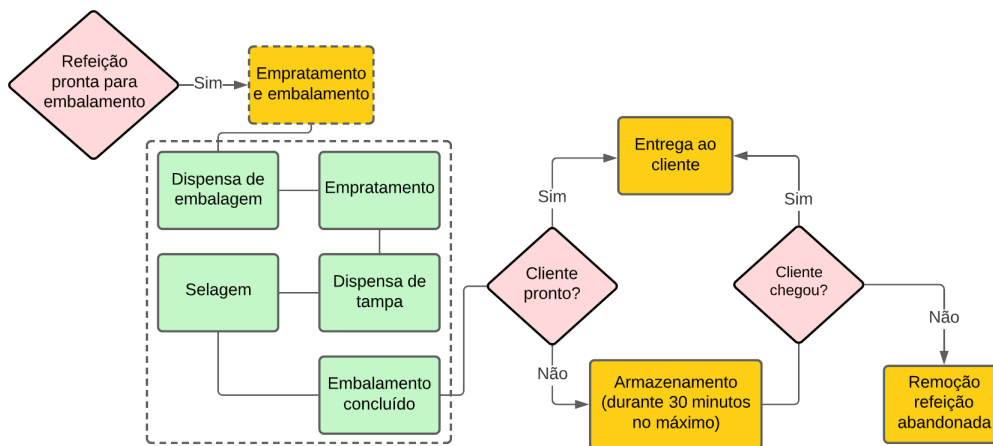 Refeição
pronta para
embalamento
Sim
Empratamento
e embalamento
Dispensa de
embalagem
Empratamento
Selagem
Dispensa de
tampa
Embalamento
concluído
Cliente
pronto?
Sim
Não
Entrega ao
cliente
Armazenamento
(durante 30 minutos
no máximo)
Cliente
chegou?
Sim
Não
Remoção
refeição
abandonada